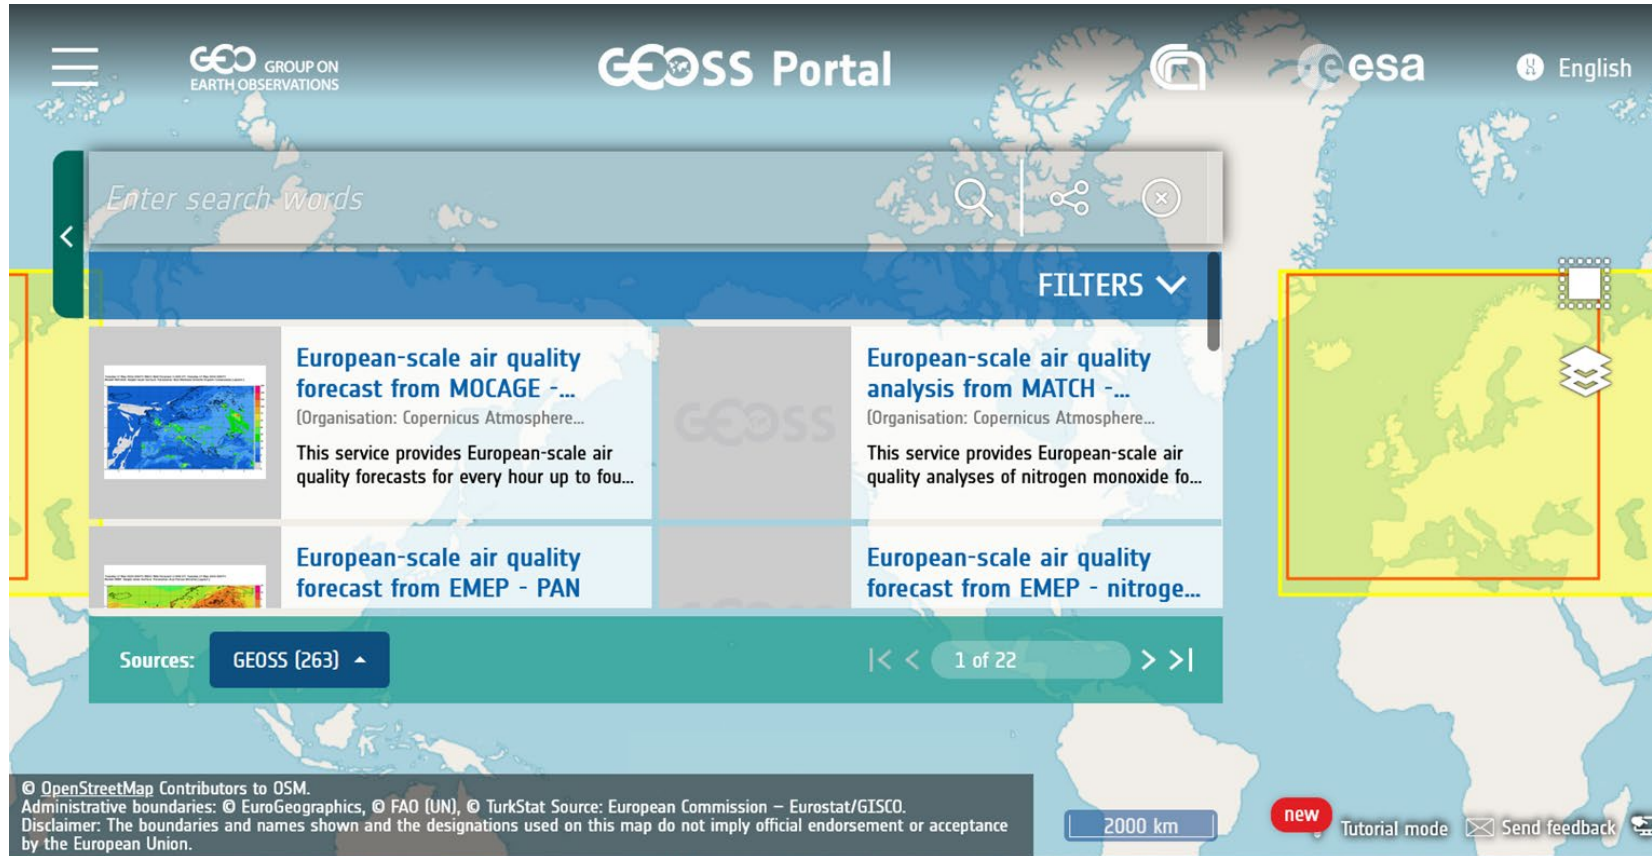 GEO GROUP ON
EARTH OBSERVATIONS
GEOSS Portal
esa
English
Enter search words
FILTERS
European-scale air quality
forecast from MOCAGE -...
(Organisation: Copernicus Atmosphere...
This service provides European-scale air
quality forecasts for every hour up to fou...
GEOSS
European-scale air quality
analysis from MATCH -...
(Organisation: Copernicus Atmosphere...
This service provides European-scale air
quality analyses of nitrogen monoxide fo...
European-scale air quality
forecast from EMEP - PAN
European-scale air quality
forecast from EMEP - nitroge...
Sources: GEOSS (263)
1 of 22
© OpenStreetMap Contributors to OSM.
Administrative boundaries: © EuroGeographics, © FAO (UN), © TurkStat Source: European Commission – Eurostat/GISCO.
Disclaimer: The boundaries and names shown and the designations used on this map do not imply official endorsement or acceptance
by the European Union.
2000 km
new
Tutorial mode
Send feedback